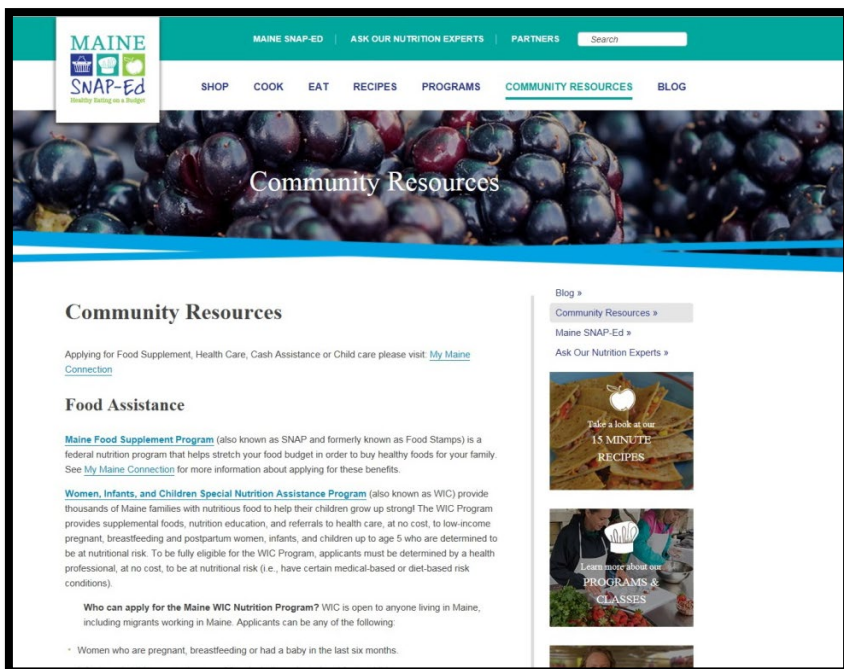 MAINE
SNAP-Ed
Healthy Eating on a Budget
MAINE SNAP-ED
ASK OUR NUTRITION EXPERTS
PARTNERS
Search
SHOP
COOK
EAT
RECIPES
PROGRAMS
COMMUNITY RESOURCES
BLOG
Community Resources
Community Resources
Applying for Food Supplement, Health Care, Cash Assistance or Child care please visit: My Maine
Connection
Food Assistance
Maine Food Supplement Program (also known as SNAP and formerly known as Food Stamps) is a
federal nutrition program that helps stretch your food budget in order to buy healthy foods for your family.
See My Maine Connection for more information about applying for these benefits.
Women, Infants, and Children Special Nutrition Assistance Program (also known as WIC) provide
thousands of Maine families with nutritious food to help their children grow up strong! The WIC Program
provides supplemental foods, nutrition education, and referrals to health care, at no cost, to low-income
pregnant, breastfeeding and postpartum women, infants, and children up to age 5 who are determined to
be at nutritional risk. To be fully eligible for the WIC Program, applicants must be determined by a health
professional, at no cost, to be at nutritional risk (i.e., have certain medical-based or diet-based risk
conditions).
Who can apply for the Maine WIC Nutrition Program? WIC is open to anyone living in Maine,
including migrants working in Maine. Applicants can be any of the following:
Women who are pregnant, breastfeeding or had a baby in the last six months.
Blog »
Community Resources »
Maine SNAP-Ed »
Ask Our Nutrition Experts »
Take a look at our
15 MINUTE
RECIPES
Learn more about our
PROGRAMS &
CLASSES